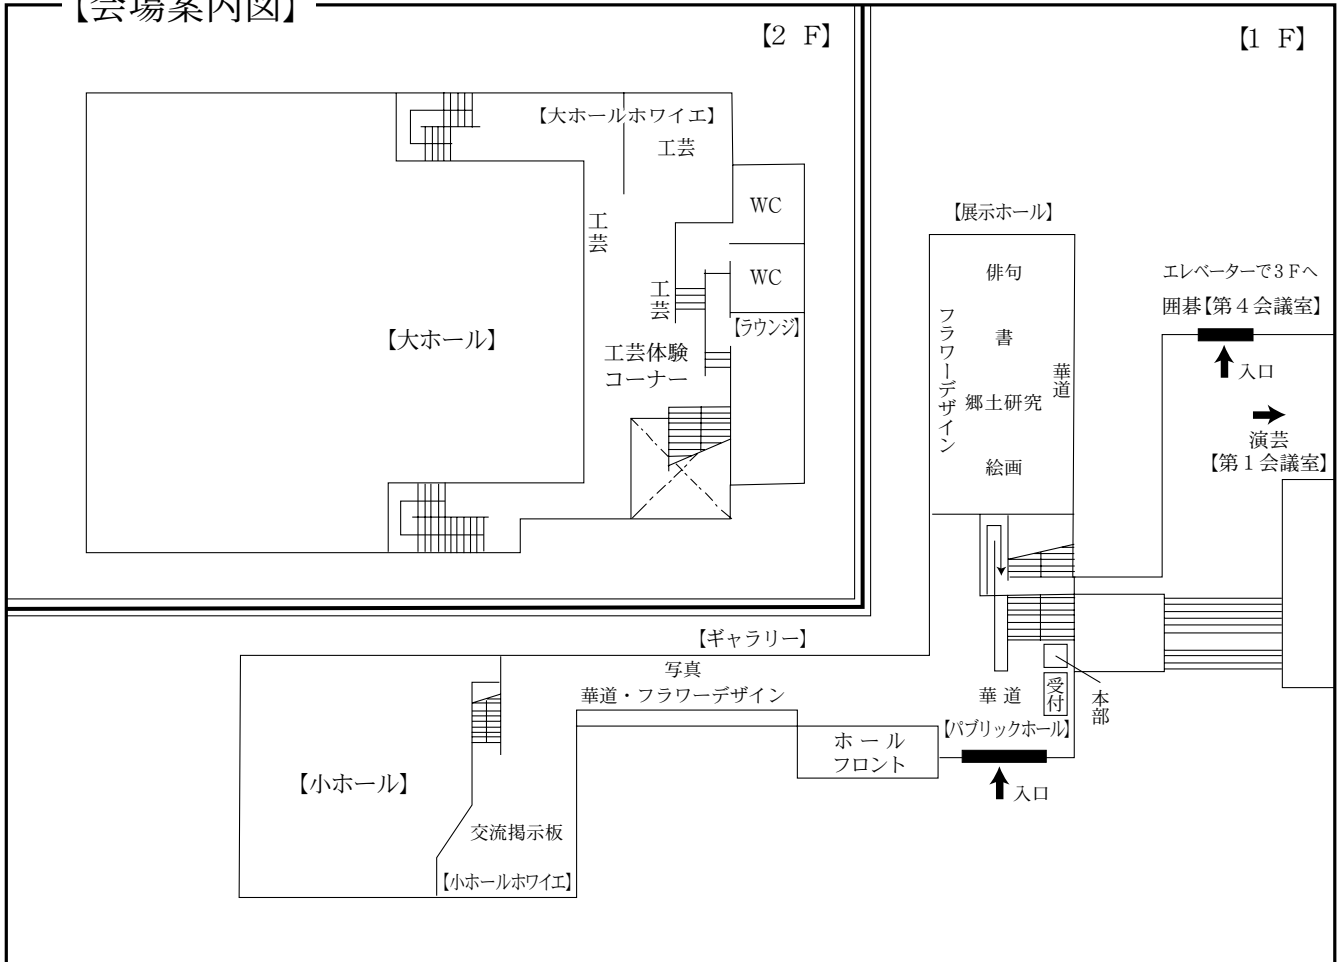 【会場案内図】
【2 F】
【大ホールホワイエ】
工芸
工芸
WC
WC
工芸
【ラウンジ】
【大ホール】
工芸体験
コーナー
【1 F】
【展示ホール】
俳句
書
郷土研究
絵画
フラワーデザイン
華道
エレベーターで3Fへ
囲碁【第4会議室】
入口
演芸
【第1会議室】
【ギャラリー】
写真
華道・フラワーデザイン
華道
受付
本部
【パブリックホール】
ホール
フロント
入口
【小ホール】
交流掲示板
【小ホールホワイエ】